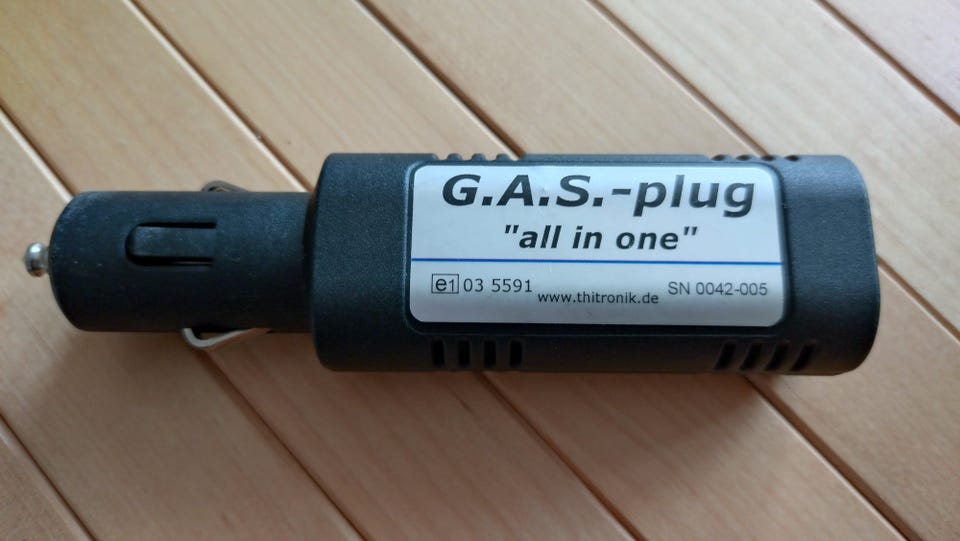 G.A.S.-plug
"all in one"
e1 03 5591 www.thitronik.de SN 0042-005